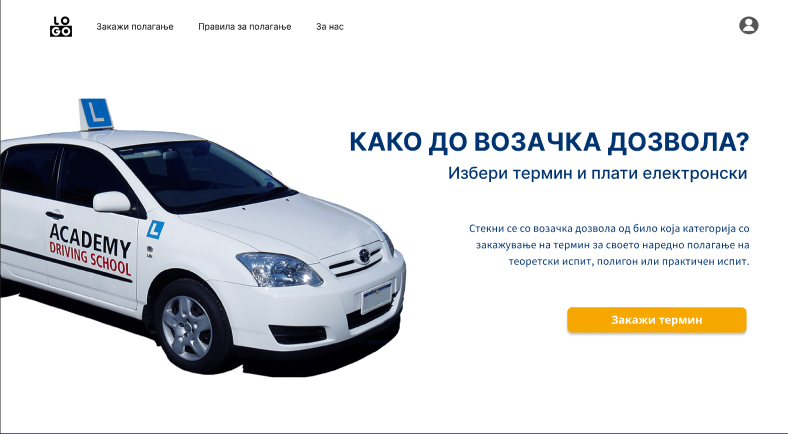 LO
GO
Закажи полагање
Правила за полагање
За нас
L
КАКО ДО ВОЗАЧКА ДОЗВОЛА?
Избери термин и плати електронски
L
ACADEMY
DRIVING SCHOOL
Стекни се со возачка дозвола од било која категорија со
закажување на термин за своето наредно полагање на
теоретски испит, полигон или практичен испит.
Закажи термин